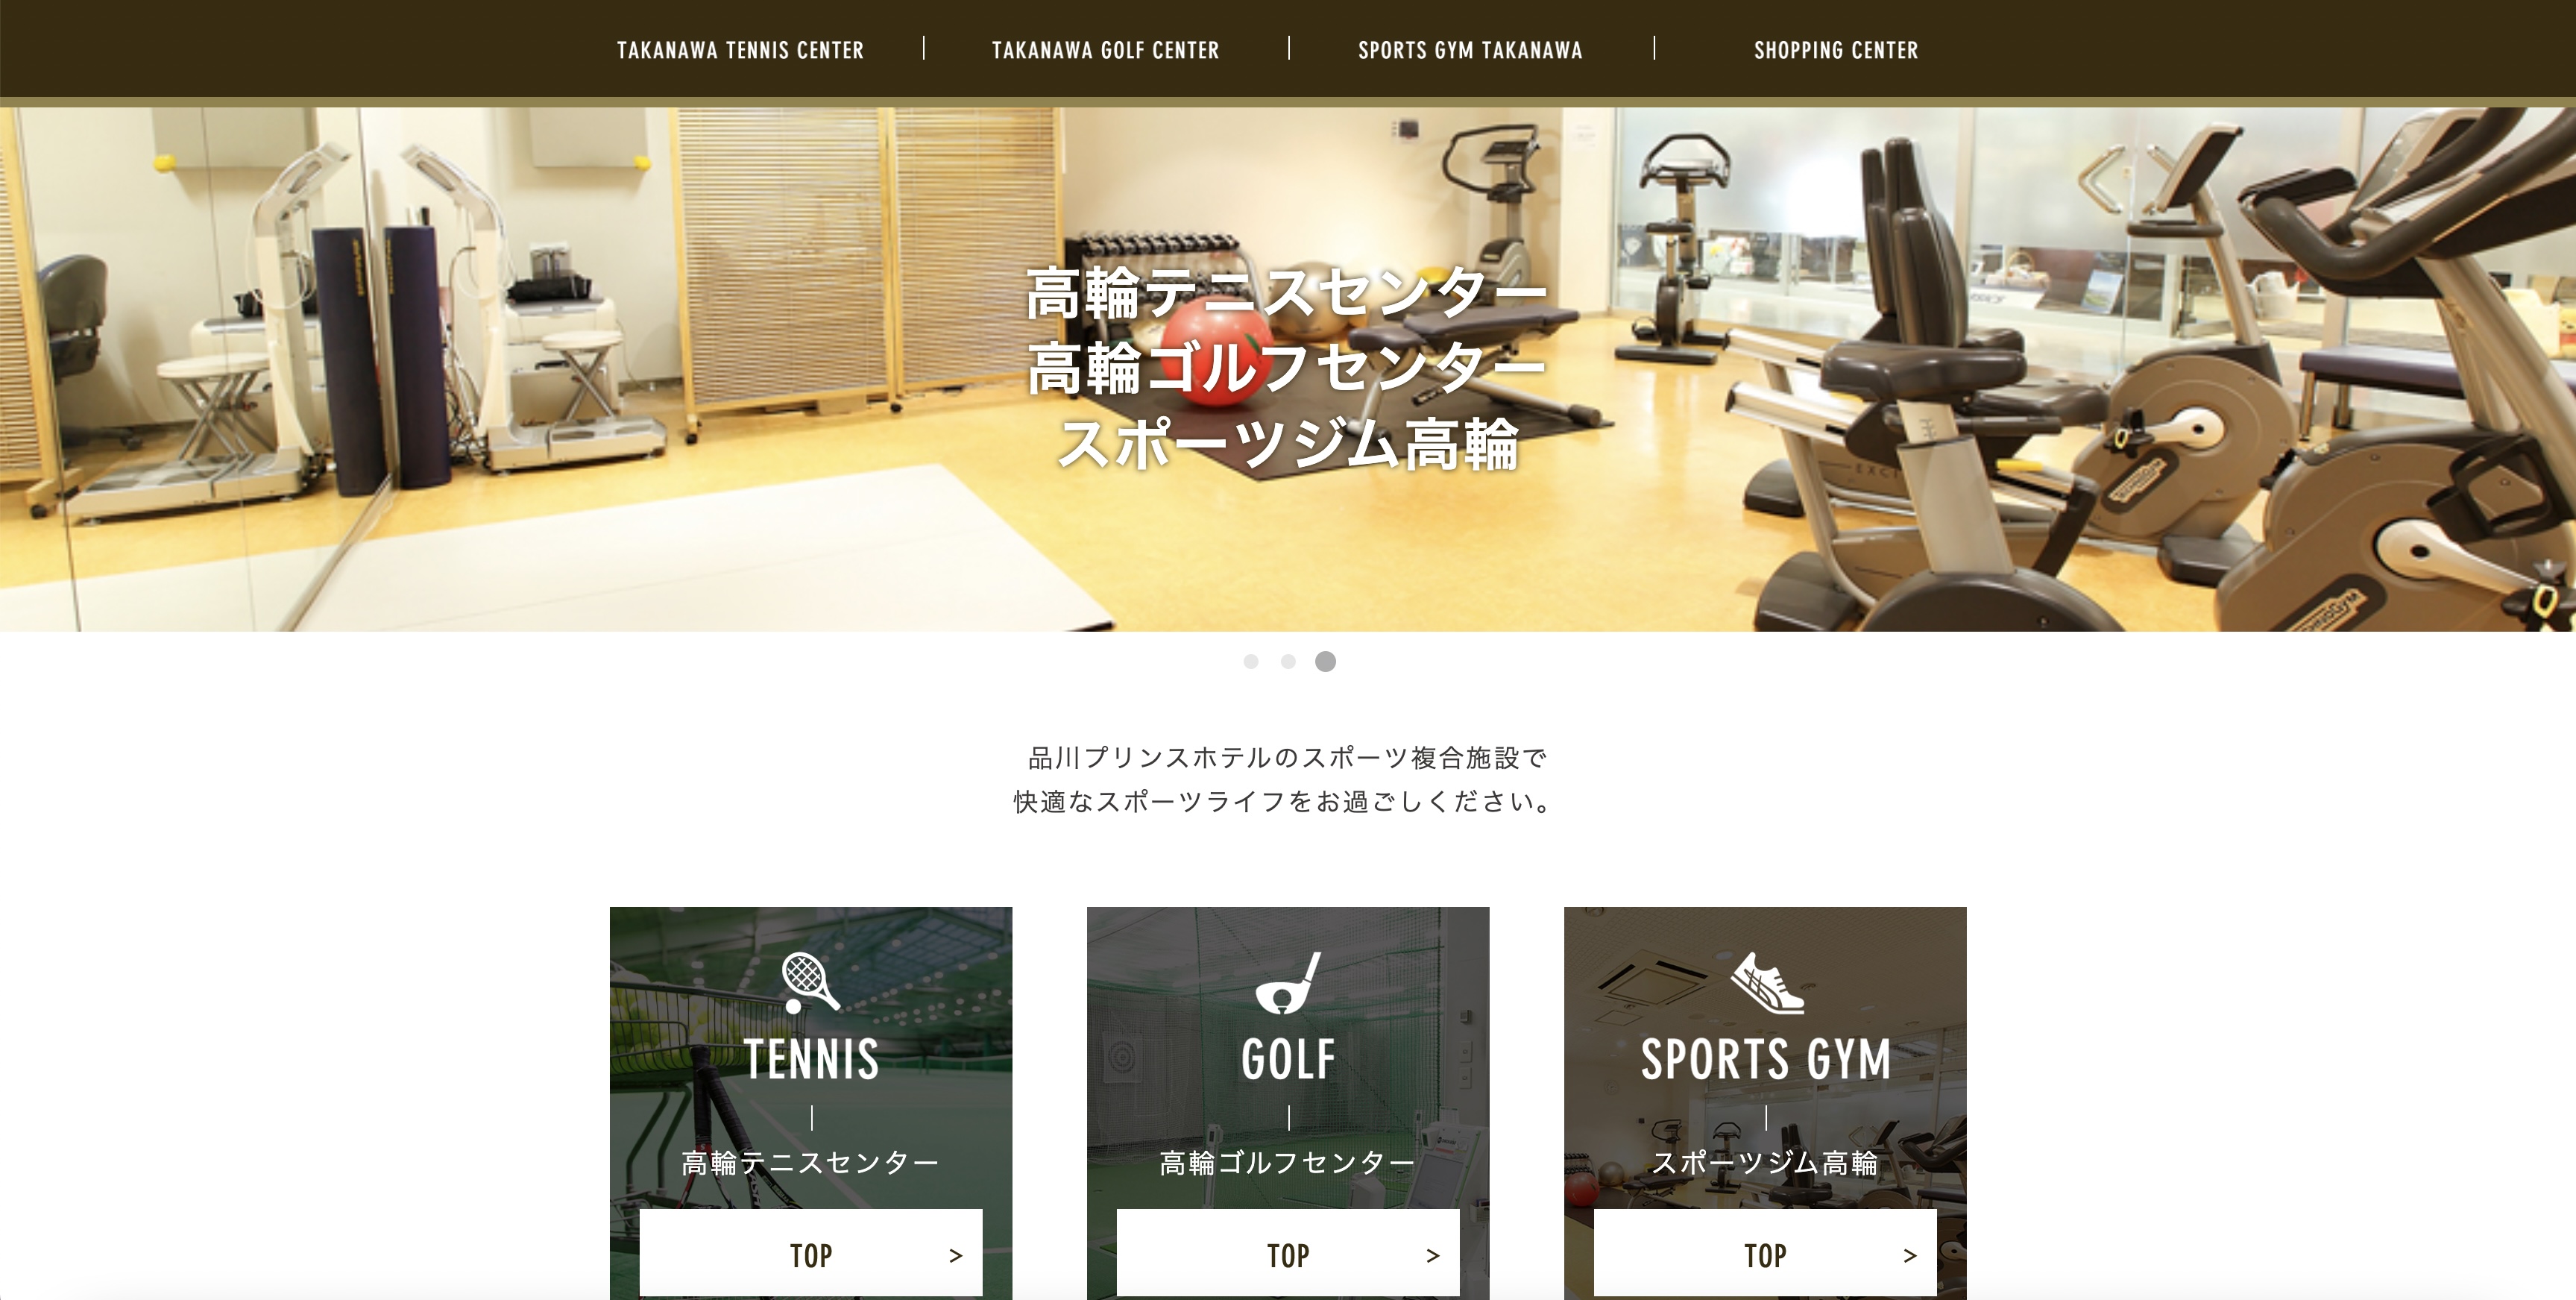 TAKANAWA TENNIS CENTER
TAKANAWA GOLF CENTER
SPORTS GYM TAKANAWA
SHOPPING CENTER
高輪テニスセンター
高輪ゴルフセンター
スポーツジム高輪
品川プリンスホテルのスポーツ複合施設で
快適なスポーツライフをお過ごしください。
TENNIS
高輪テニスセンター
TOP >
GOLF
高輪ゴルフセンター
TOP >
SPORTS GYM
スポーツジム高輪
TOP >